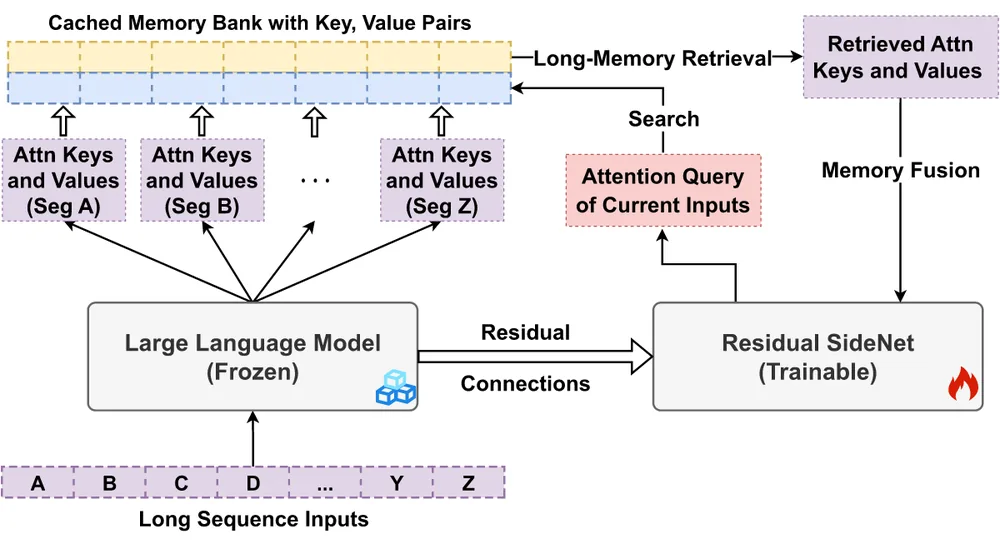 Cached Memory Bank with Key, Value Pairs
Long-Memory Retrieval
Retrieved Attn
Keys and Values
Search
Attn Keys
and Values
(Seg A)
Attn Keys
and Values
(Seg B)
...
Attn Keys
and Values
(Seg Z)
Attention Query
of Current Inputs
Memory Fusion
Large Language Model
(Frozen)
Residual
Connections
Residual SideNet
(Trainable)
A B C D ... Y Z
Long Sequence Inputs